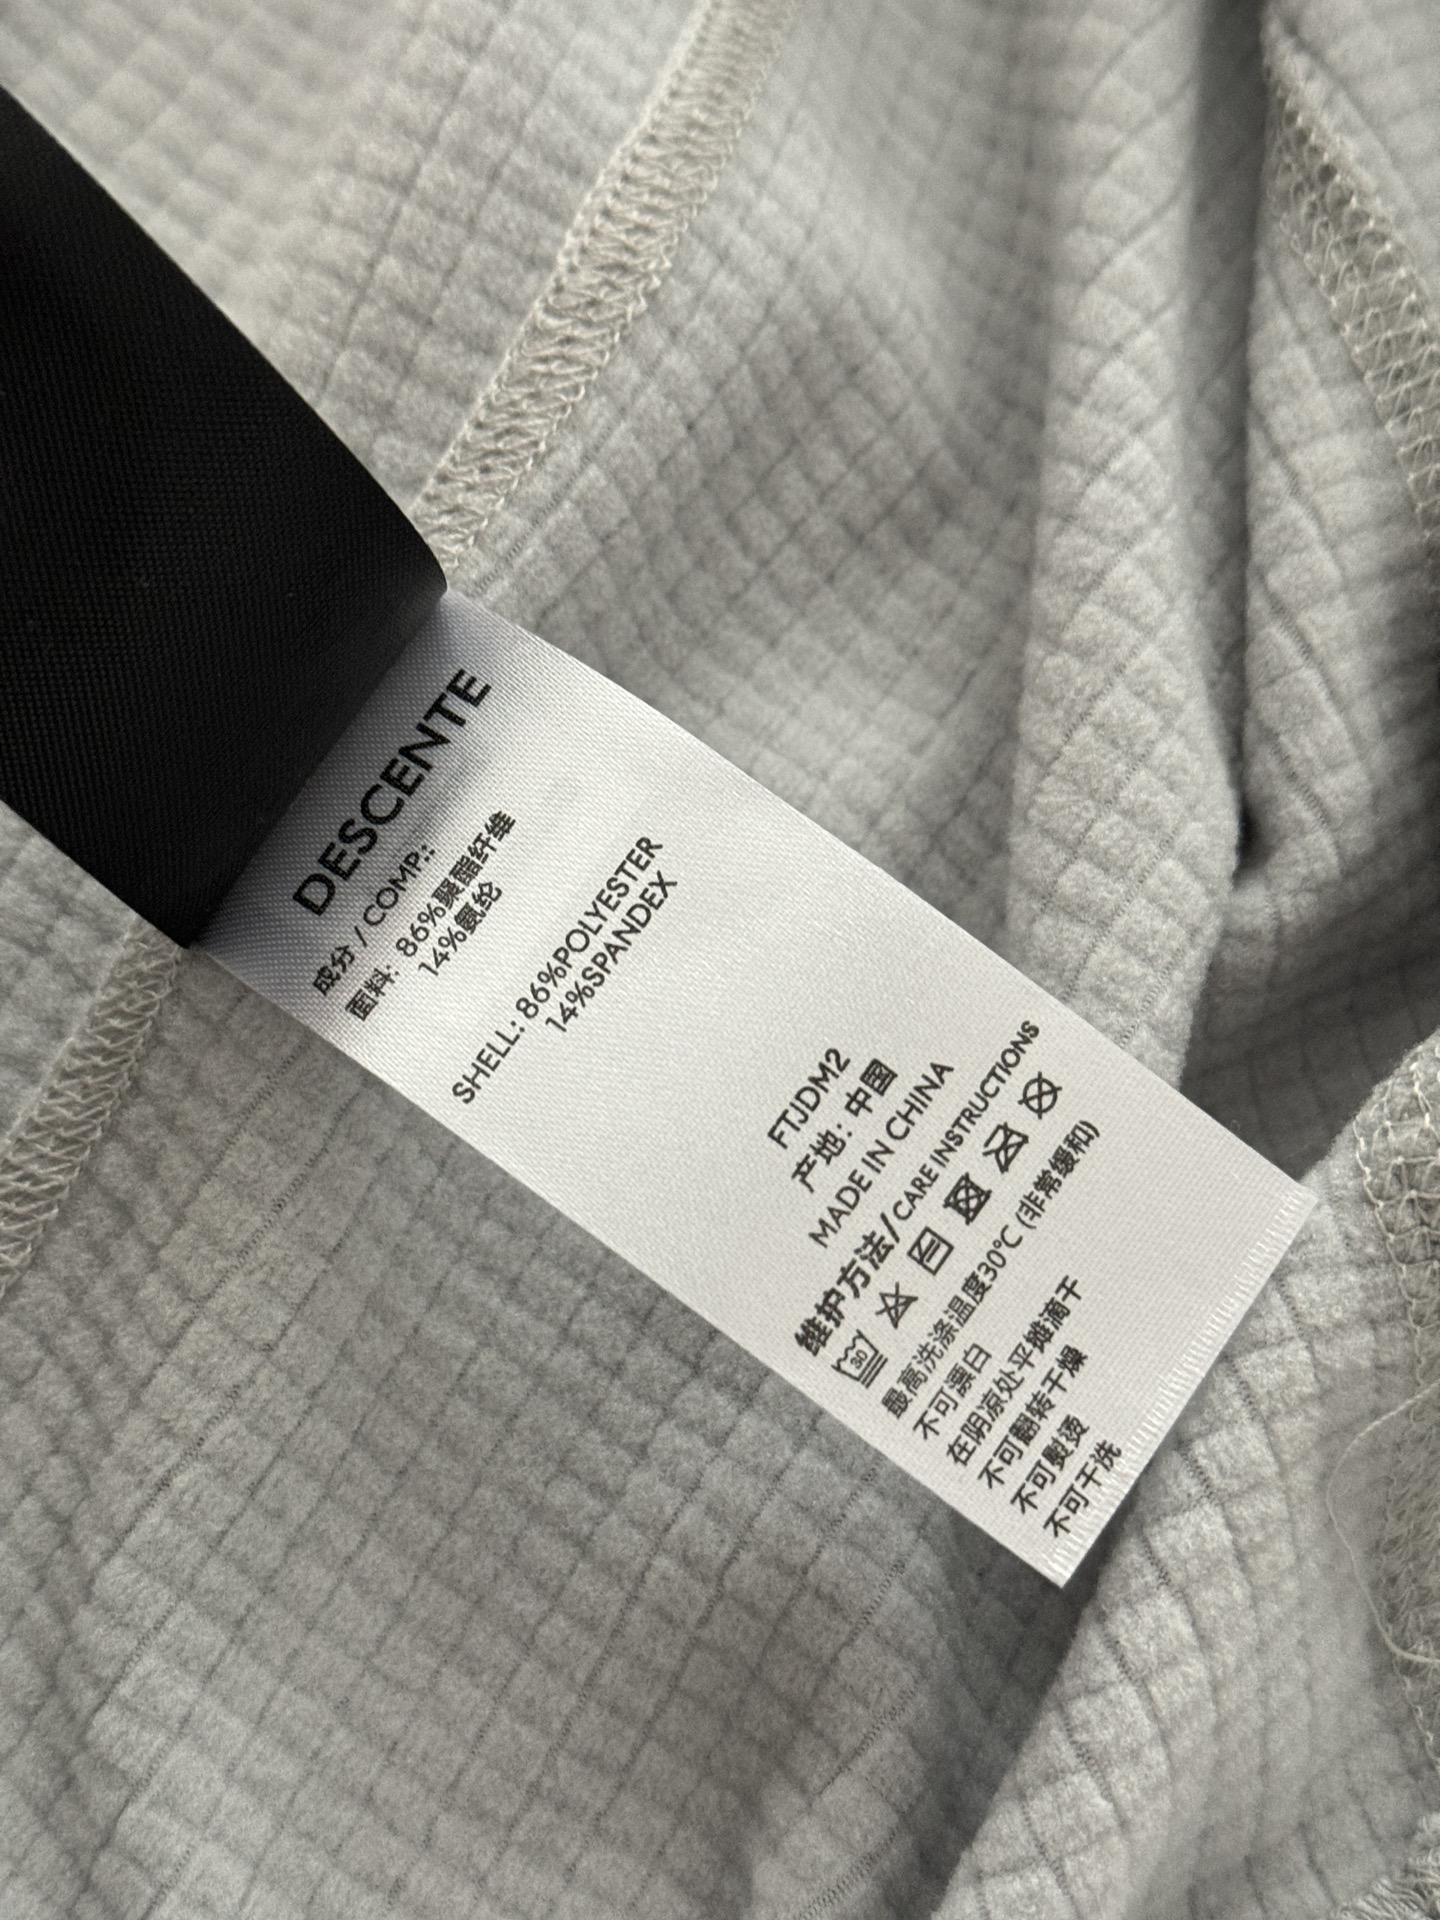 DESCENTE
成分 / COMP.:
面料: 86%聚酯纤维
14%氨纶
SHELL: 86%POLYESTER
14%SPANDEX
FTJDM2
产地: 中国
MADE IN CHINA
维护方法/CARE INSTRUCTIONS
30
最高洗涤温度30℃ (非常缓和)
不可漂白
在阴凉处平摊滴干
不可翻转干燥
不可熨烫
不可干洗